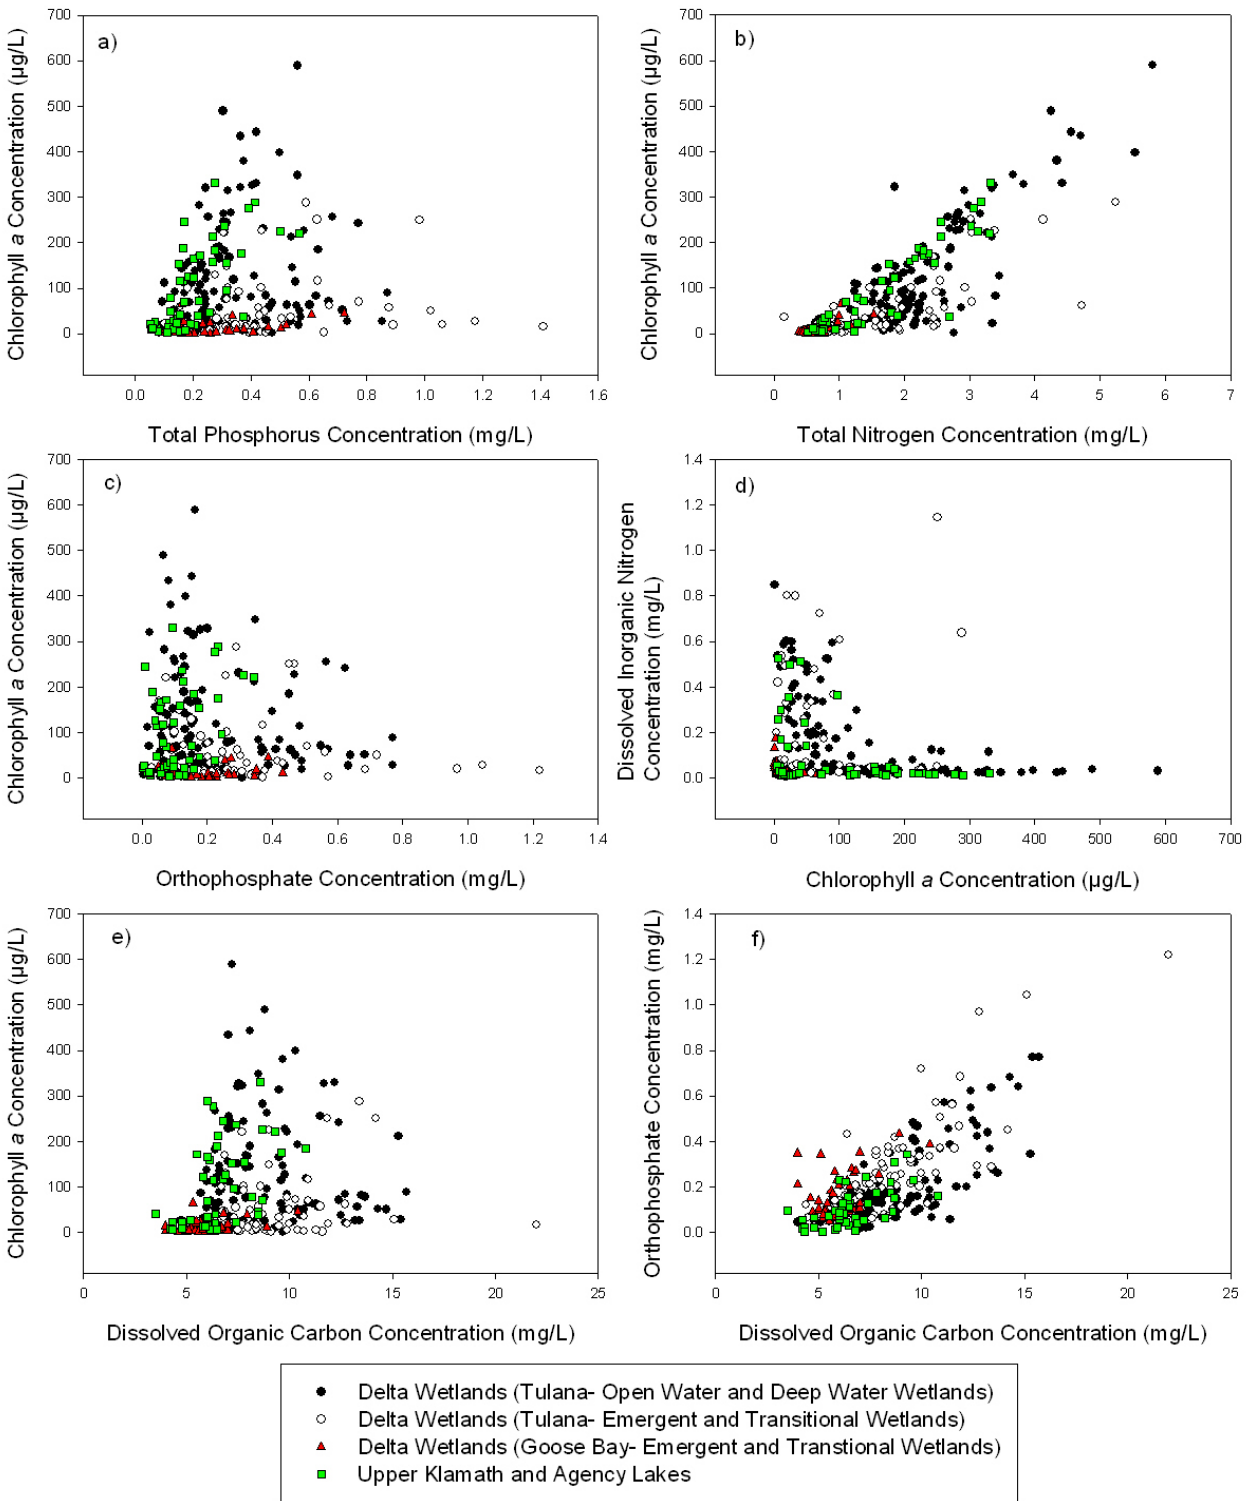 a)
700
600
500
400
300
200
100
0
Chlorophyll a Concentration (µg/L)
0.0 0.2 0.4 0.6 0.8 1.0 1.2 1.4 1.6
Total Phosphorus Concentration (mg/L)
b)
700
600
500
400
300
200
100
0
Chlorophyll a Concentration (µg/L)
0 1 2 3 4 5 6 7
Total Nitrogen Concentration (mg/L)
c)
700
600
500
400
300
200
100
0
Chlorophyll a Concentration (µg/L)
0.0 0.2 0.4 0.6 0.8 1.0 1.2 1.4
Orthophosphate Concentration (mg/L)
d)
1.4
1.2
1.0
0.8
0.6
0.4
0.2
0.0
Dissolved Inorganic Nitrogen
Concentration (mg/L)
0 100 200 300 400 500 600 700
Chlorophyll a Concentration (µg/L)
e)
700
600
500
400
300
200
100
0
Chlorophyll a Concentration (µg/L)
0 5 10 15 20 25
Dissolved Organic Carbon Concentration (mg/L)
f)
1.4
1.2
1.0
0.8
0.6
0.4
0.2
0.0
Orthophosphate Concentration (mg/L)
0 5 10 15 20 25
Dissolved Organic Carbon Concentration (mg/L)
Delta Wetlands (Tulana- Open Water and Deep Water Wetlands)
Delta Wetlands (Tulana- Emergent and Transitional Wetlands)
Delta Wetlands (Goose Bay- Emergent and Transtional Wetlands)
Upper Klamath and Agency Lakes